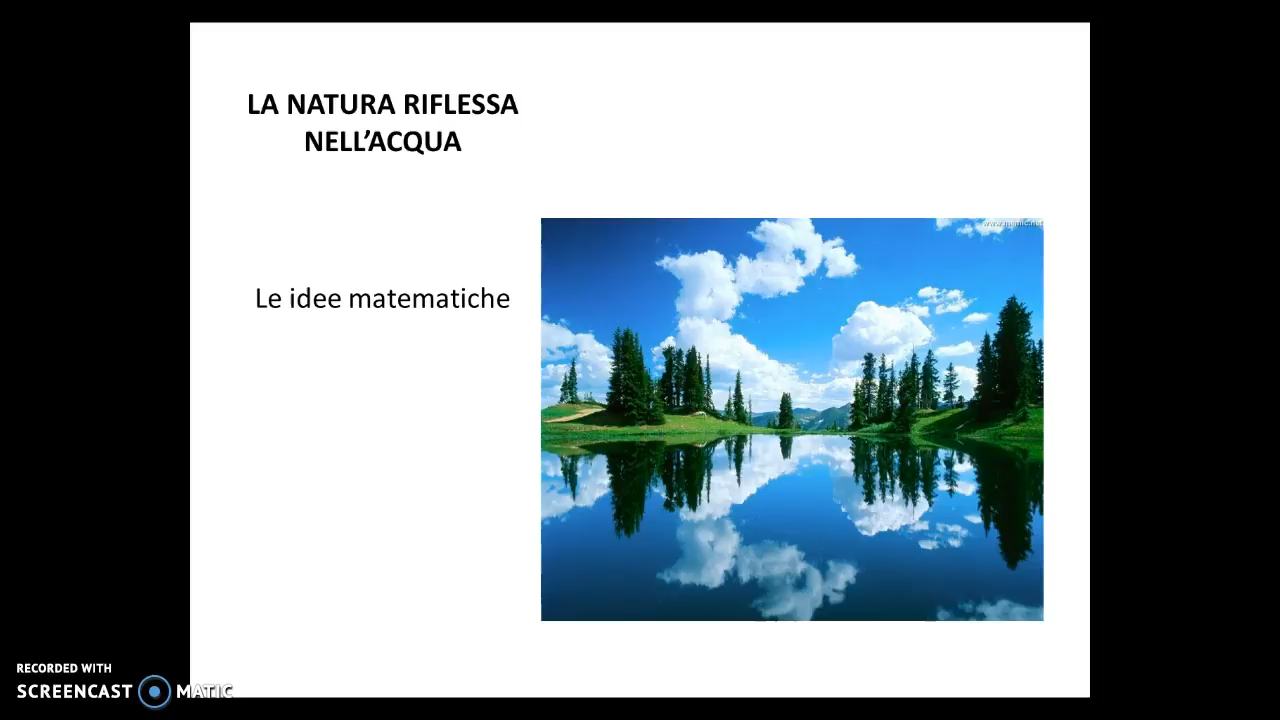 LA NATURA RIFLESSA
NELL'ACQUA
Le idee matematiche
RECORDED WITH
SCREENCAST MATIC